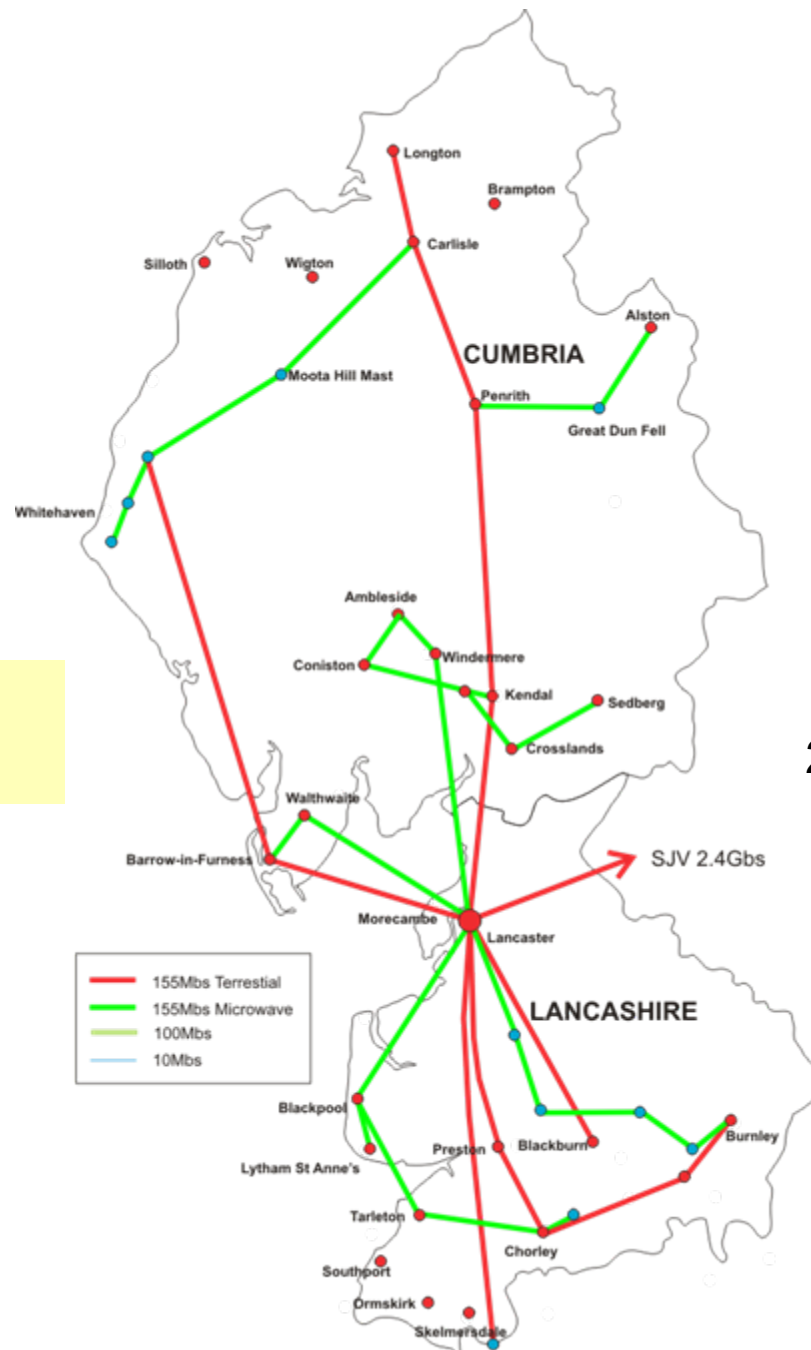 Longton
Brampton
Carlisle
Silloth
Wigton
Alston
CUMBRIA
Moota Hill Mast
Penrith
Great Dun Fell
Whitehaven
Ambleside
Windermere
Coniston
Kendal
Sedberg
Crosslands
2
Walthwaite
Barrow-in-Furness
SJV 2.4Gbs
Morecambe
Lancaster
155Mbs Terrestial
155Mbs Microwave
100Mbs
10Mbs
LANCASHIRE
Blackpool
Burnley
Preston
Blackburn
Lytham St Anne's
Tarleton
Chorley
Southport
Ormskirk
Skelmersdale